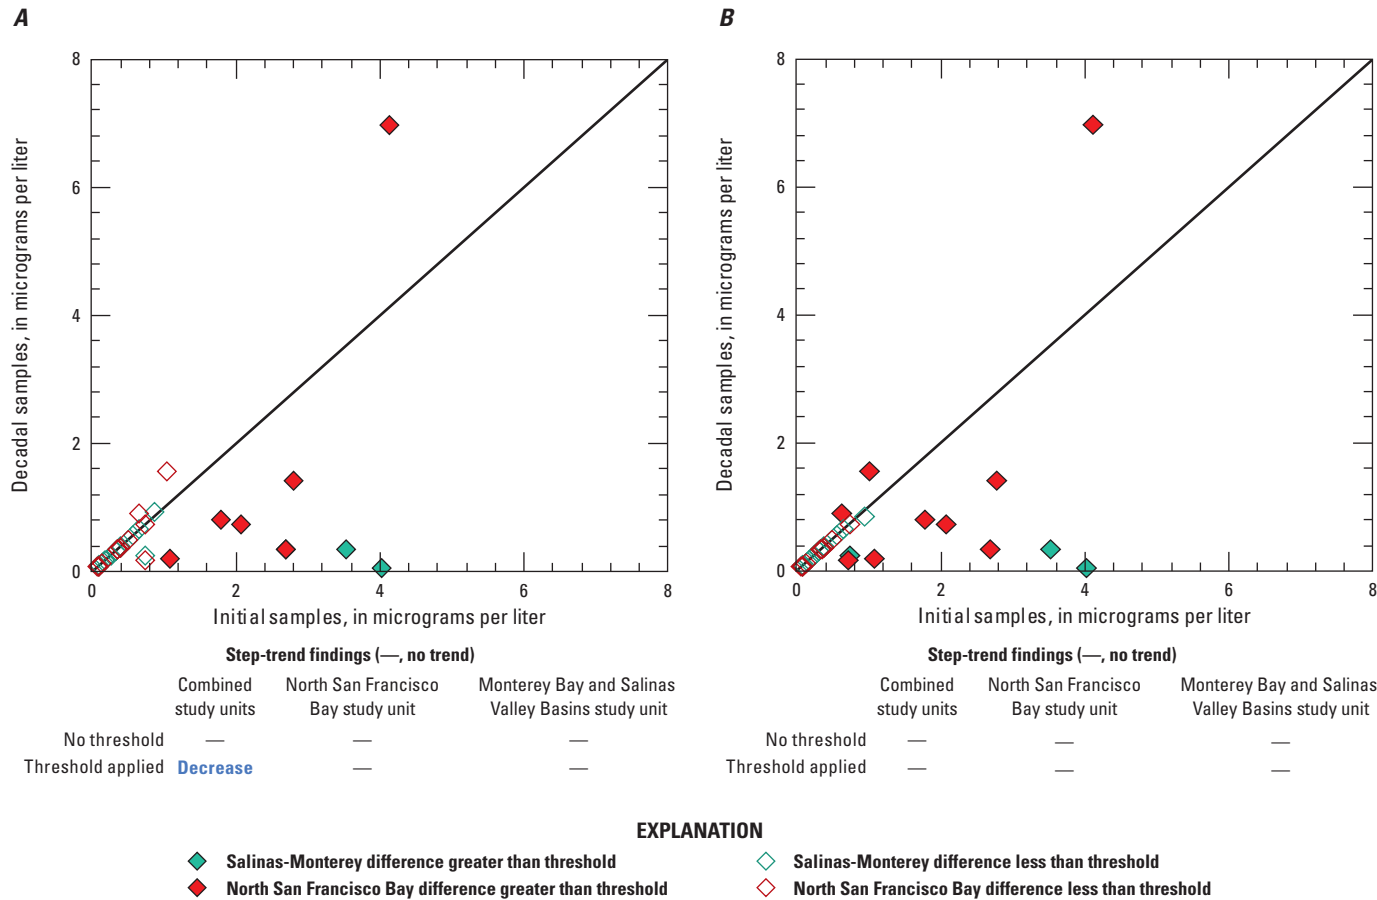 A
B
8
6
4
2
0
Decadal samples, in micrograms per liter
0 2 4 6 8
Initial samples, in micrograms per liter
8
6
4
2
0
Decadal samples, in micrograms per liter
0 2 4 6 8
Initial samples, in micrograms per liter
Step-trend findings (—, no trend)
Combined study units
North San Francisco Bay study unit
Monterey Bay and Salinas Valley Basins study unit
No threshold — — —
Threshold applied Decrease — —
Step-trend findings (—, no trend)
Combined study units
North San Francisco Bay study unit
Monterey Bay and Salinas Valley Basins study unit
No threshold — — —
Threshold applied — — —
EXPLANATION
Salinas-Monterey difference greater than threshold
North San Francisco Bay difference greater than threshold
Salinas-Monterey difference less than threshold
North San Francisco Bay difference less than threshold